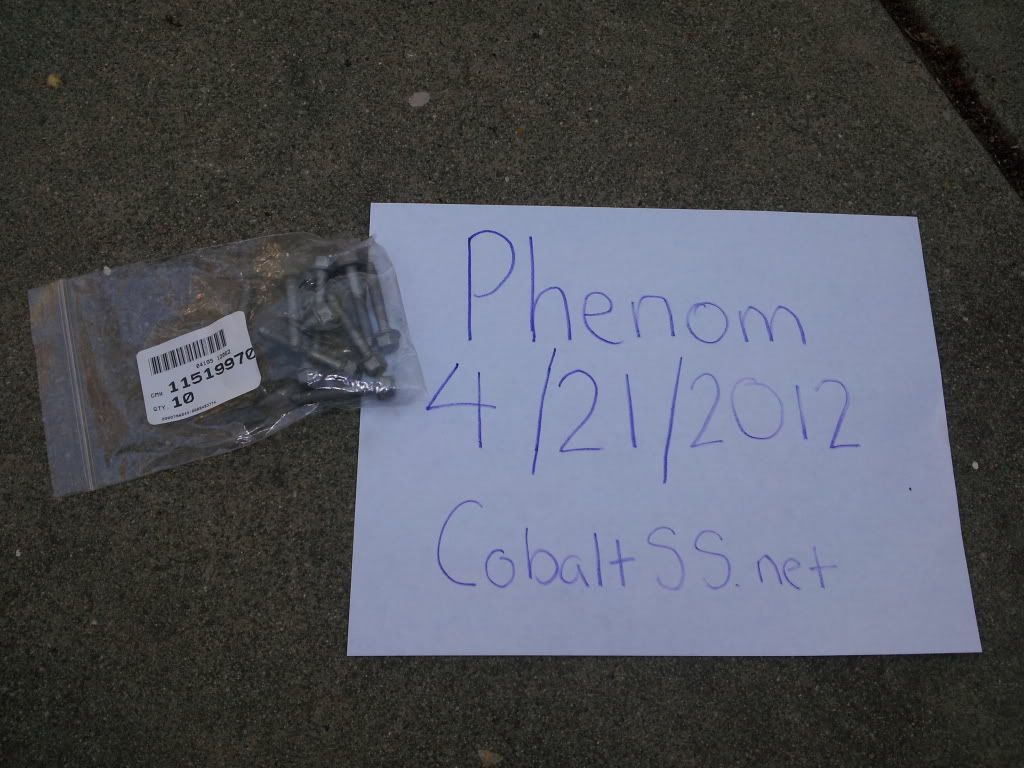 GM# 11519970
QTY 10
Phenom
4/21/2012
CobaltSS.net